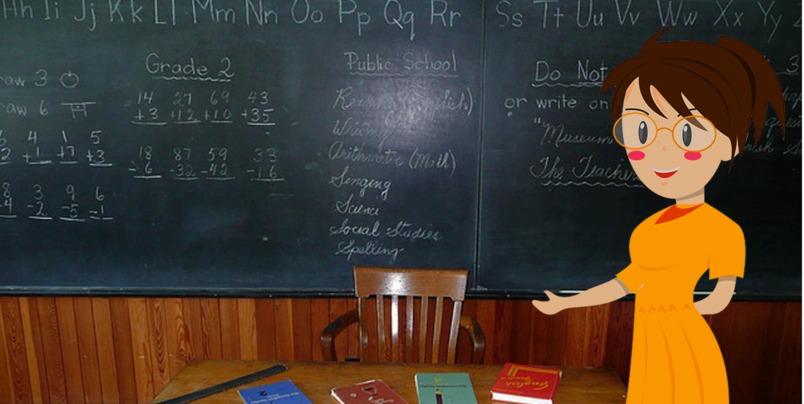 Hh Ii Jj Kk Ll Mm Nn Oo Pp Qq Rr Ss Tt Uu Vv Ww Xx Yy
raw 3
raw 6
4 1 5
+1 +3
8 3 9 6
-4 -2 -5 -1
Grade 2
14 27 69 43
+3 +12 +10 +35
18 87 59 33
-6 -32 -42 -16
Public School
Reading (English)
Writing
Arithmetic (Math)
Singing
Science
Social Studies
Spelling
Do Not
or write on
"Museum
The Teache
3
English